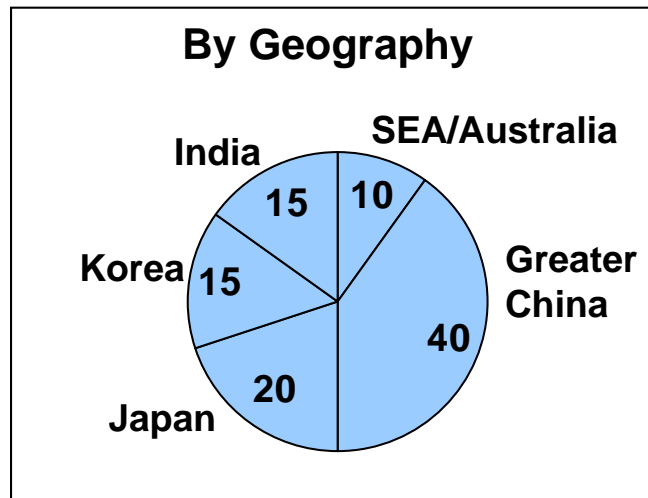 By Geography
SEA/Australia
10
Greater
China
40
Japan
20
Korea
15
India
15